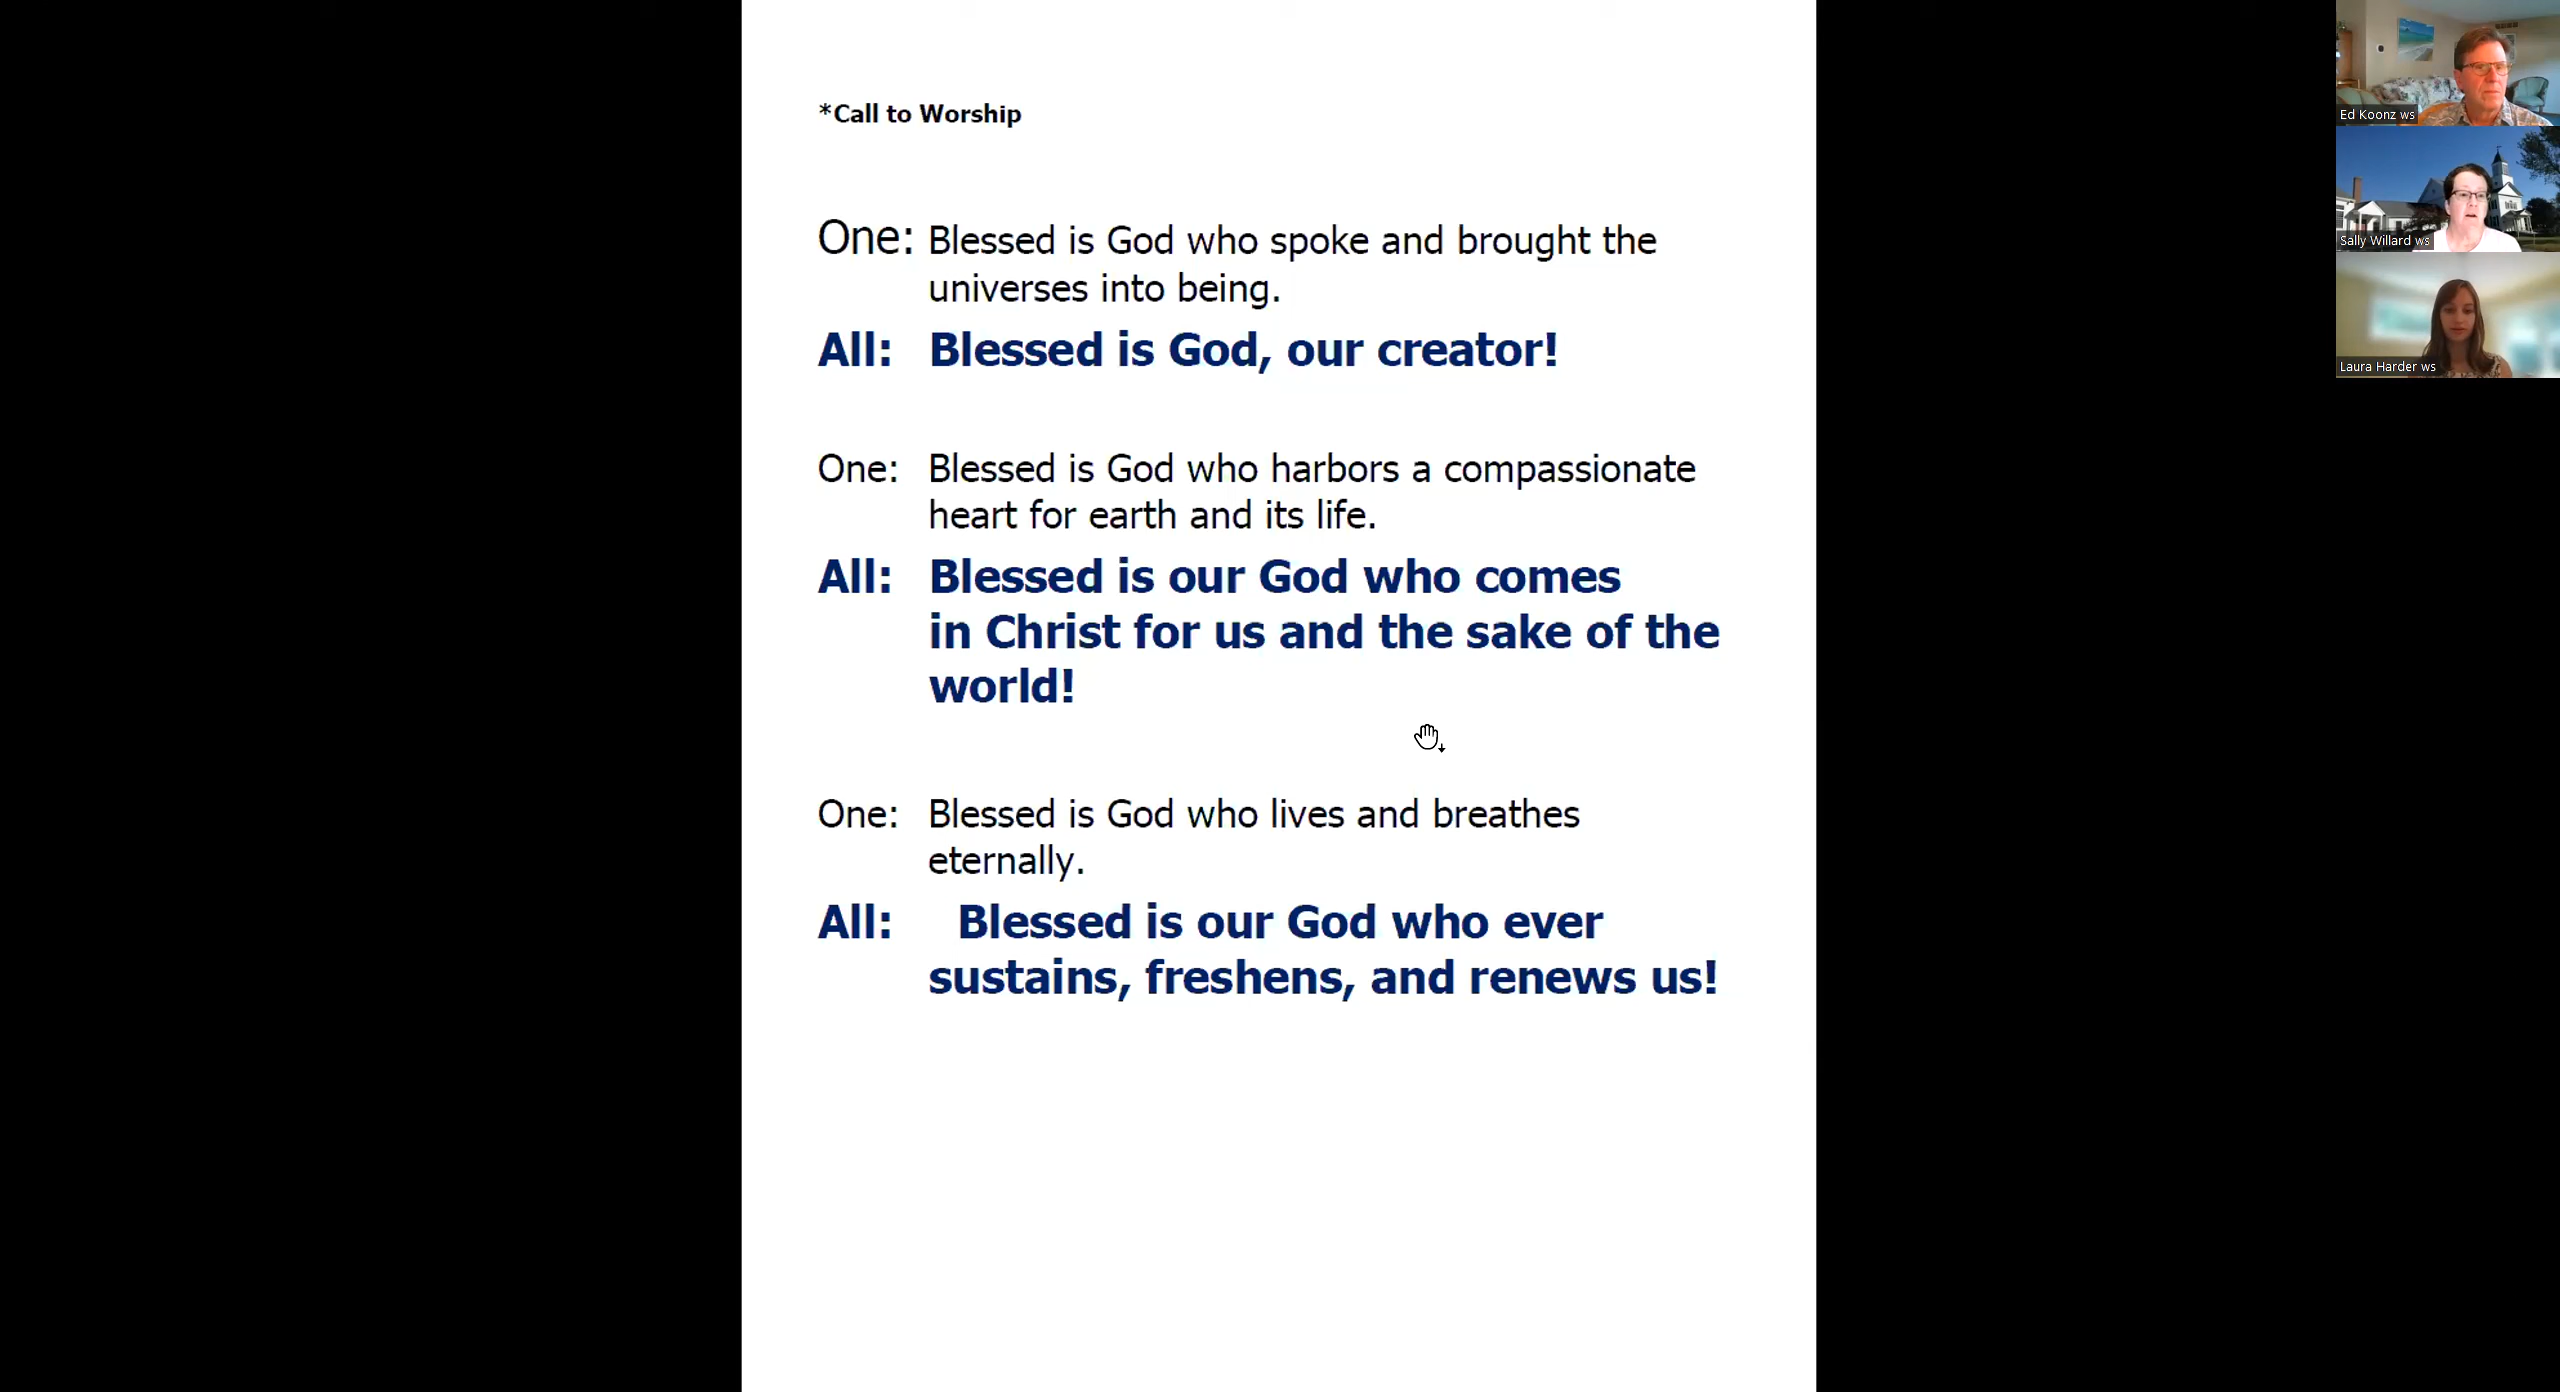 *Call to Worship
One: Blessed is God who spoke and brought the
universes into being.
All: Blessed is God, our creator!
One: Blessed is God who harbors a compassionate
heart for earth and its life.
All: Blessed is our God who comes
in Christ for us and the sake of the
world!
One: Blessed is God who lives and breathes
eternally.
All: Blessed is our God who ever
sustains, freshens, and renews us!
Ed Koonz ws
Sally Willard ws
Laura Harder ws